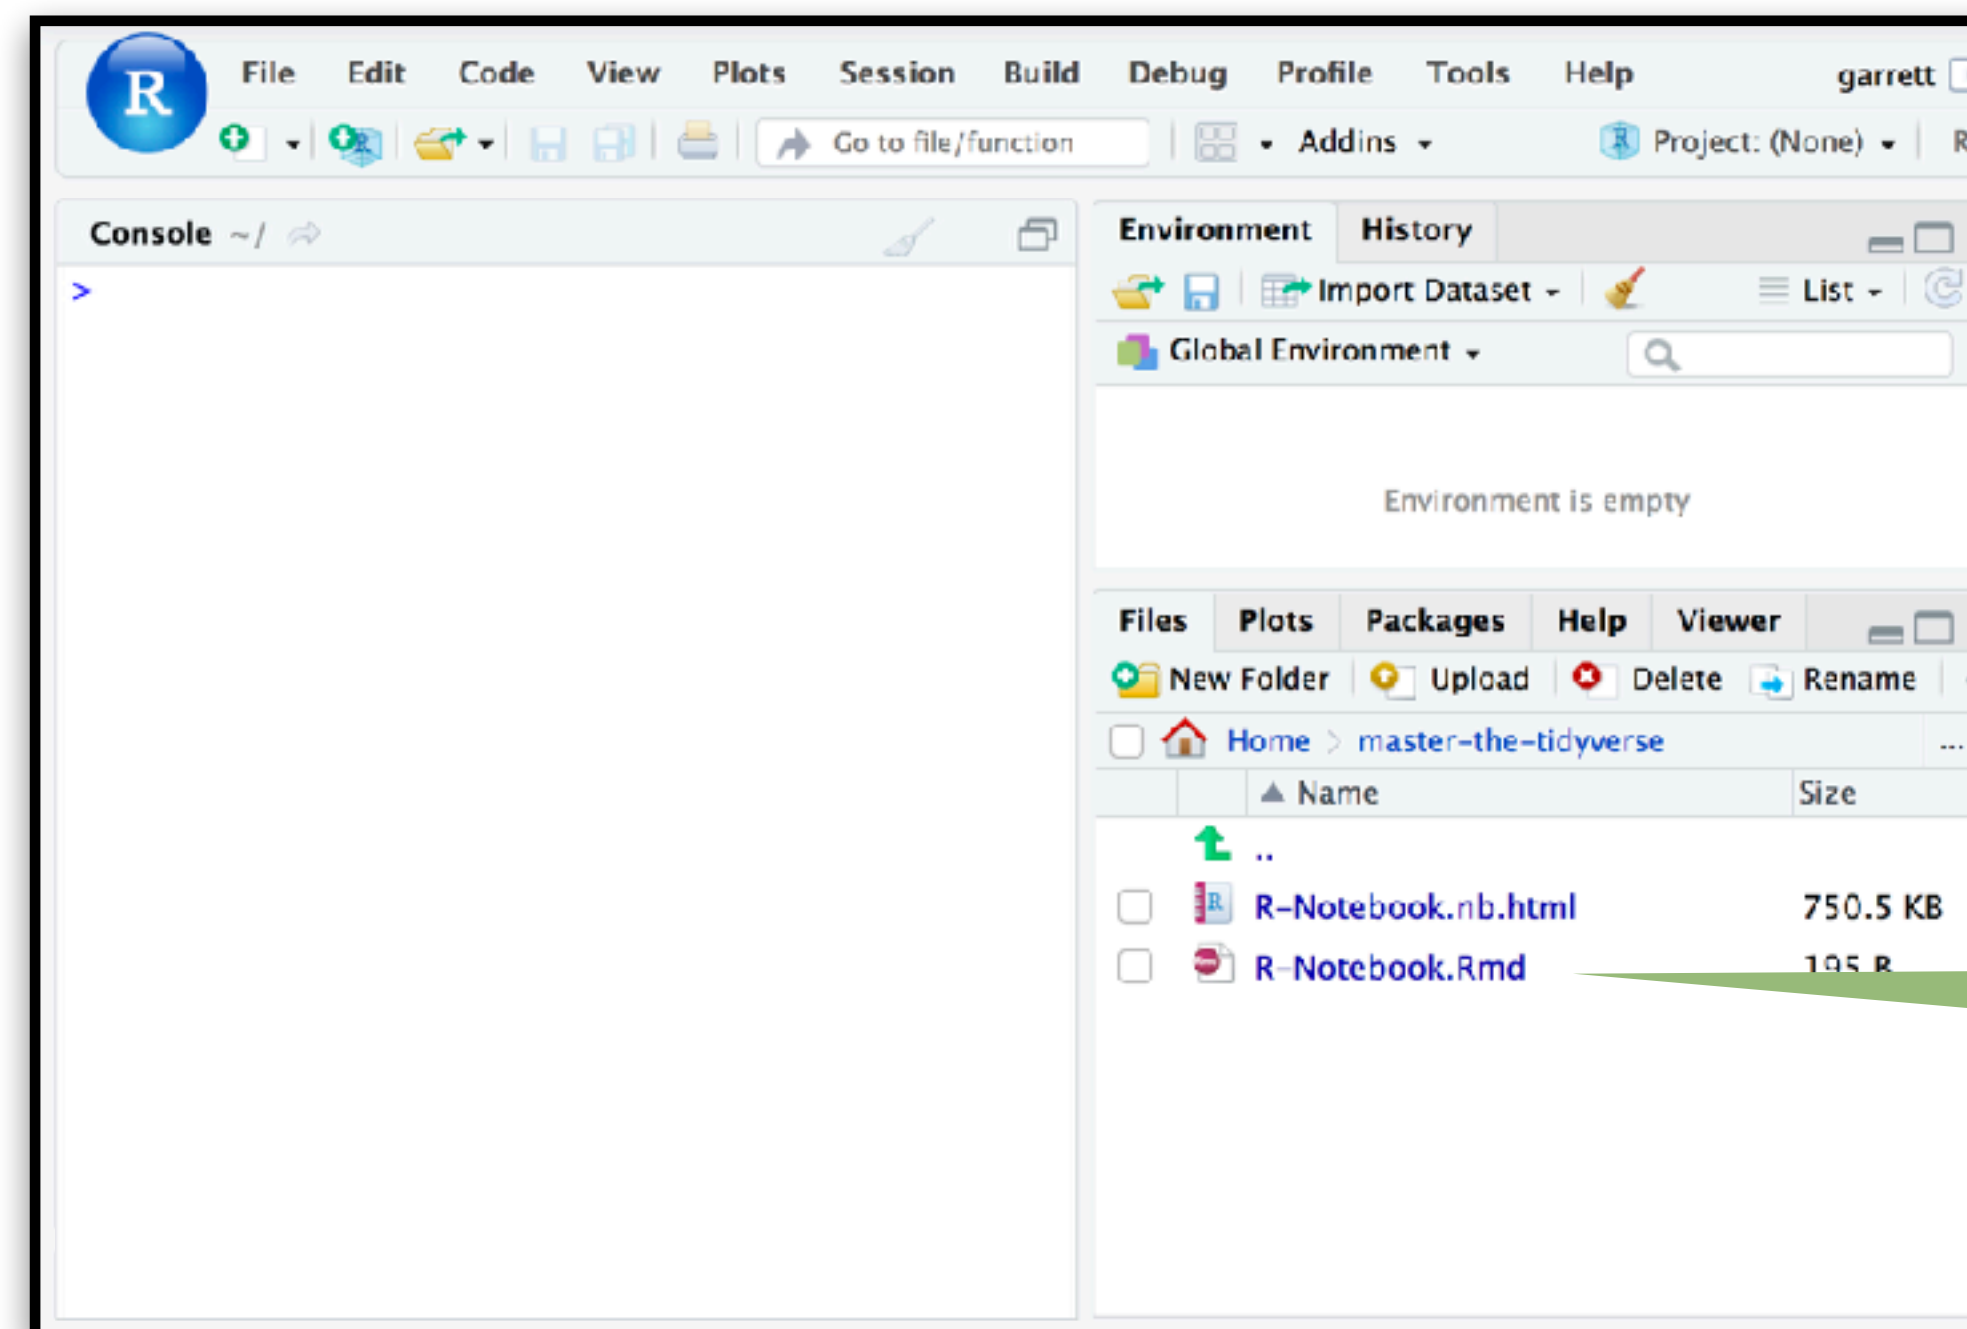 R File Edit Code View Plots Session Build Debug Profile Tools Help garrett
Go to file/function Addins Project: (None) R
Console ~/
>
Environment History
Import Dataset List
Global Environment
Environment is empty
Files Plots Packages Help Viewer
New Folder Upload Delete Rename
Home > master-the-tidyverse ...
Name Size
..
R-Notebook.nb.html 750.5 KB
R-Notebook.Rmd 195 B